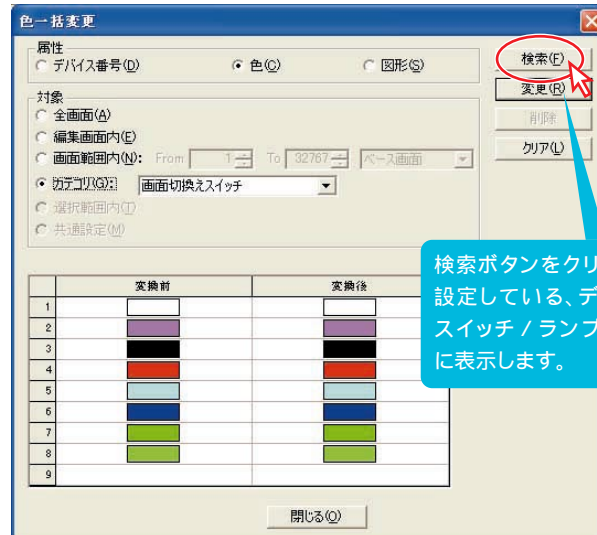 色一括変更
属性
デバイス番号(D) 色(C) 図形(S)
検索(F)
変更(R)
削除
クリア(L)
対象
全画面(A)
編集画面内(E)
画面範囲内(N): From 1 To 32767 ベース画面
カテゴリ(G): 画面切換えスイッチ
選択範囲内(T)
共通設定(M)
検索ボタンをクリ
設定している、デ
スイッチ / ランプ
に表示します。
変換前 変換後
1
2
3
4
5
6
7
8
9
閉じる(O)